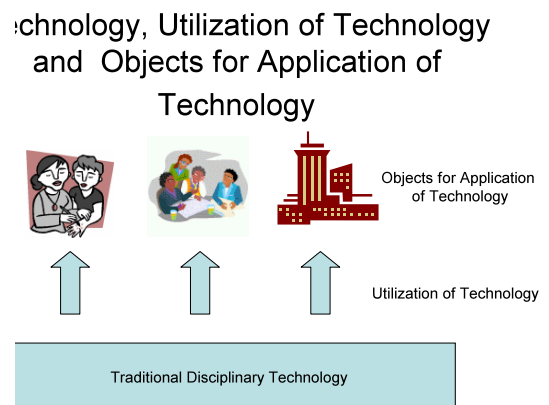 echnology, Utilization of Technology
and Objects for Application of
Technology
Objects for Application
of Technology
Utilization of Technology
Traditional Disciplinary Technology